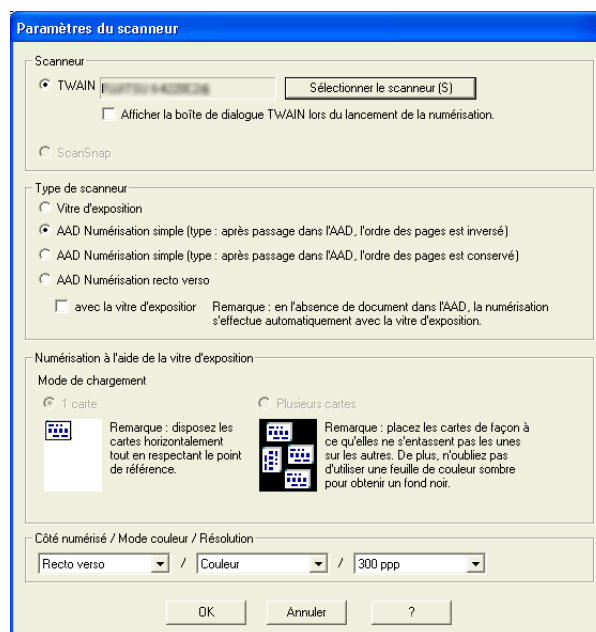 Paramètres du scanneur
Scanneur
TWAIN
Sélectionner le scanneur (S)
Afficher la boîte de dialogue TWAIN lors du lancement de la numérisation.
ScanSnap
Type de scanneur
Vitre d'exposition
AAD Numérisation simple (type : après passage dans l'AAD, l'ordre des pages est inversé)
AAD Numérisation simple (type : après passage dans l'AAD, l'ordre des pages est conservé)
AAD Numérisation recto verso
avec la vitre d'expositior
Remarque : en l'absence de document dans l'AAD, la numérisation
s'effectue automatiquement avec la vitre d'exposition.
Numérisation à l'aide de la vitre d'exposition
Mode de chargement
1 carte
Plusieurs cartes
Remarque : disposez les
cartes horizontalement
tout en respectant le point
de référence.
Remarque : placez les cartes de façon à
ce qu'elles ne s'entassent pas les unes
sur les autres. De plus, n'oubliez pas
d'utiliser une feuille de couleur sombre
pour obtenir un fond noir.
Côté numérisé / Mode couleur / Résolution
Recto verso / Couleur / 300 ppp
OK Annuler ?